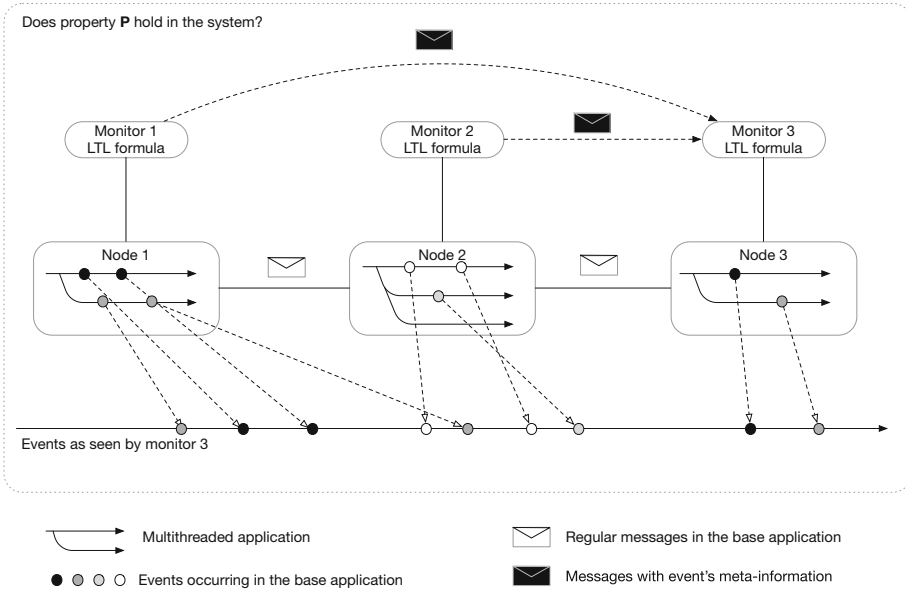 Does property P hold in the system?
Monitor 1
LTL formula
Monitor 2
LTL formula
Monitor 3
LTL formula
Node 1
Node 2
Node 3
Events as seen by monitor 3
Multithreaded application
Regular messages in the base application
Events occurring in the base application
Messages with event's meta-information